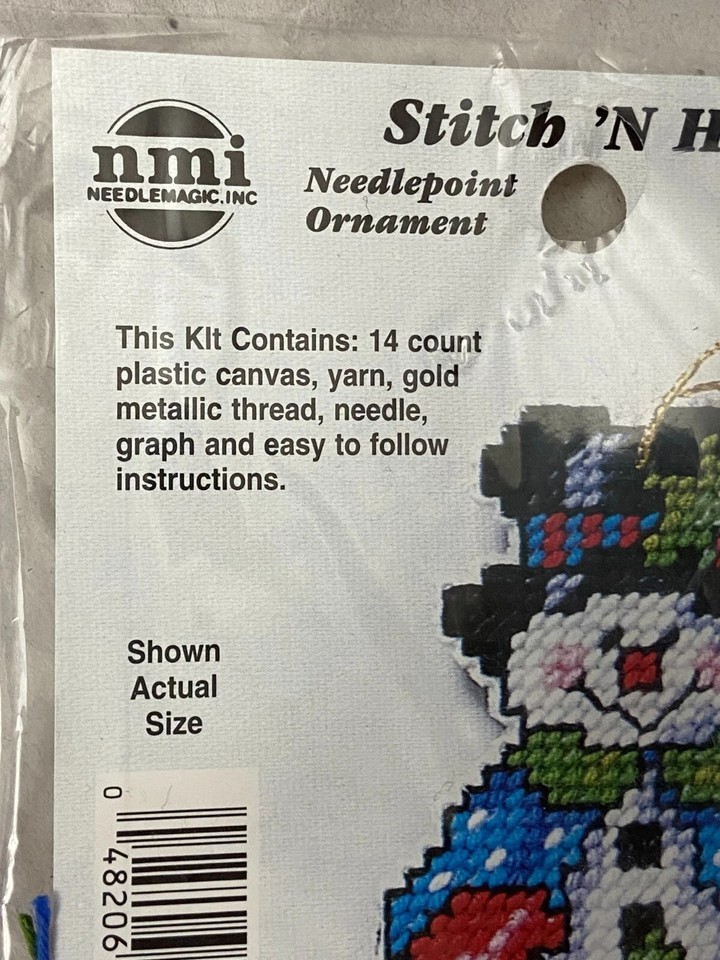 nmi
NEEDLEMAGIC.INC
Stitch 'N H
Needlepoint
Ornament
This KIt Contains: 14 count
plastic canvas, yarn, gold
metallic thread, needle,
graph and easy to follow
instructions.
Shown
Actual
Size
0
48206